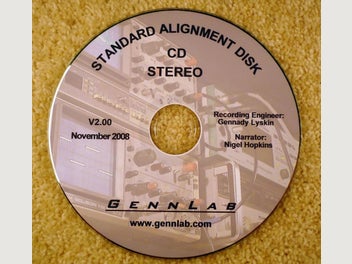 STANDARD ALIGNMENT DISK
CD
STEREO
V2.00
November 2008
Recording Engineer:
Gennady Lyskin
Narrator:
Nigel Hopkins
GENNLAB
www.gennlab.com